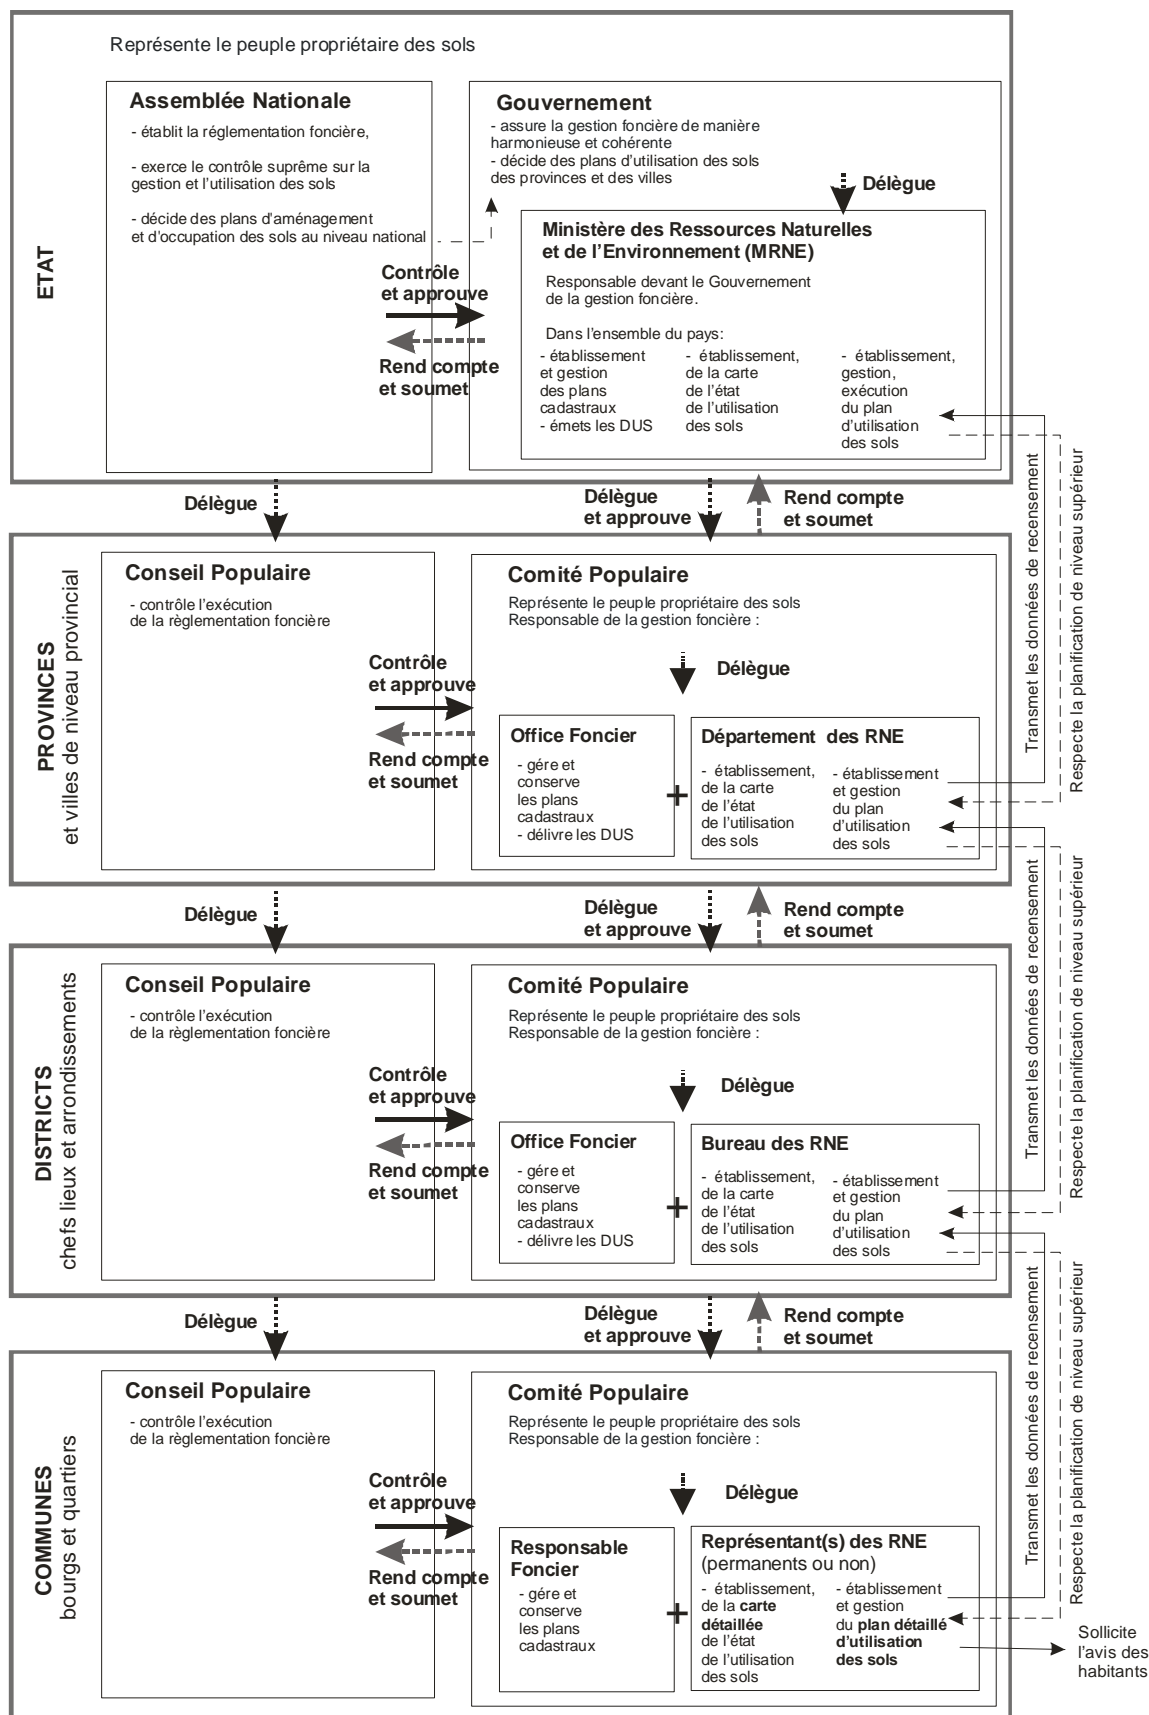 Représente le peuple propriétaire des sols
ETAT
Assemblée Nationale
- établit la réglementation foncière,
- exerce le contrôle suprême sur la
gestion et l'utilisation des sols
- décide des plans d'aménagement
et d'occupation des sols au niveau national
Contrôle
et approuve
Rend compte
et soumet
Gouvernement
- assure la gestion foncière de manière
harmonieuse et cohérente
- décide des plans d'utilisation des sols
des provinces et des villes
Délègue
Ministère des Ressources Naturelles
et de l'Environnement (MRNE)
Responsable devant le Gouvernement
de la gestion foncière.
Dans l'ensemble du pays:
- établissement
et gestion
des plans
cadastraux
- émets les DUS
- établissement,
de la carte
de l'état
de l'utilisation
des sols
- établissement,
gestion,
exécution
du plan
d'utilisation
des sols
Transmet les données de recensement
Respecte la planification de niveau supérieur
Délègue
Délègue
et approuve
Rend compte
et soumet
PROVINCES
et villes de niveau provincial
Conseil Populaire
- contrôle l'exécution
de la règlementation foncière
Contrôle
et approuve
Rend compte
et soumet
Comité Populaire
Représente le peuple propriétaire des sols
Responsable de la gestion foncière :
Délègue
Office Foncier
- gére et
conserve
les plans
cadastraux
- délivre les DUS
+
Département des RNE
- établissement,
de la carte
de l'état
de l'utilisation
des sols
- établissement
et gestion
du plan
d'utilisation
des sols
Transmet les données de recensement
Respecte la planification de niveau supérieur
Délègue
Délègue
et approuve
Rend compte
et soumet
DISTRICTS
chefs lieux et arrondissements
Conseil Populaire
- contrôle l'exécution
de la règlementation foncière
Contrôle
et approuve
Rend compte
et soumet
Comité Populaire
Représente le peuple propriétaire des sols
Responsable de la gestion foncière :
Délègue
Office Foncier
- gére et
conserve
les plans
cadastraux
- délivre les DUS
+
Bureau des RNE
- établissement,
de la carte
de l'état
de l'utilisation
des sols
- établissement
et gestion
du plan
d'utilisation
des sols
Transmet les données de recensement
Respecte la planification de niveau supérieur
Délègue
Délègue
et approuve
Rend compte
et soumet
COMMUNES
bourgs et quartiers
Conseil Populaire
- contrôle l'exécution
de la règlementation foncière
Contrôle
et approuve
Rend compte
et soumet
Comité Populaire
Représente le peuple propriétaire des sols
Responsable de la gestion foncière :
Délègue
Responsable
Foncier
- gére et
conserve
les plans
cadastraux
+
Représentant(s) des RNE
(permanents ou non)
- établissement,
de la carte
détaillée
de l'état
de l'utilisation
des sols
- établissement
et gestion
du plan détaillé
d'utilisation
des sols
Sollicite
l'avis des
habitants